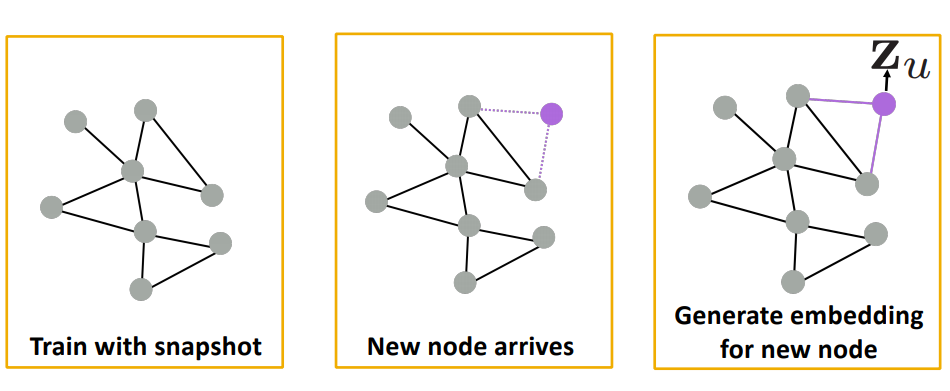 Train with snapshot
New node arrives
z_u
Generate embedding
for new node